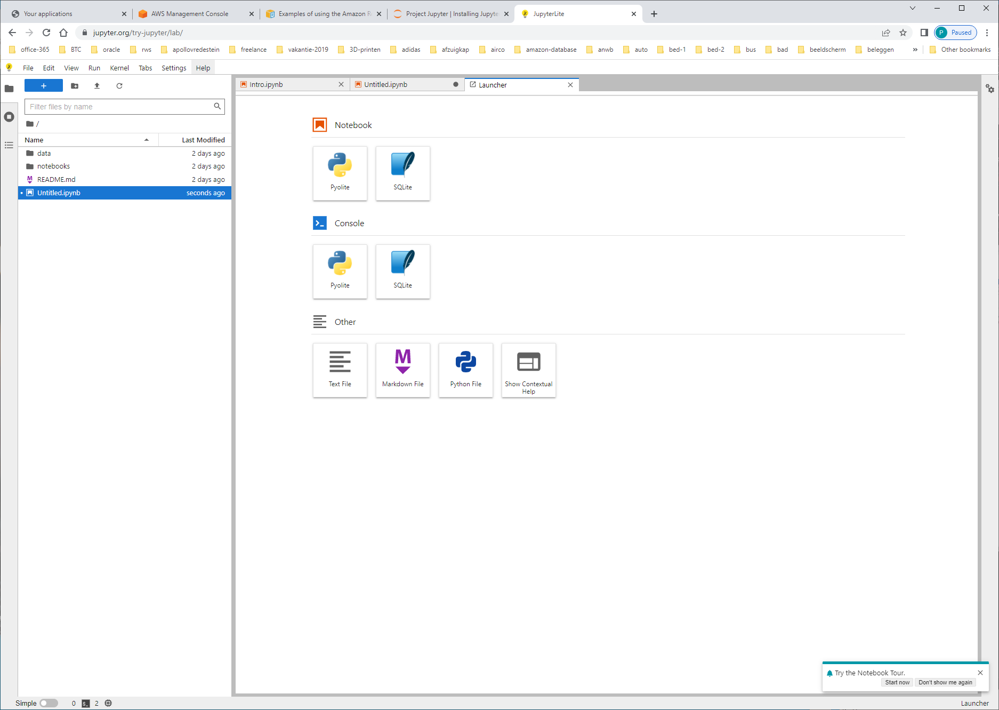 Your applications
AWS Management Console
Examples of using the Amazon R
Project Jupyter | Installing Jupyte
JupyterLite
jupyter.org/try-jupyter/lab/
P Paused
office-365 BTC oracle rws apollovredestein freelance vakantie-2019 3D-printen adidas afzuigkap airco amazon-database anwb auto bed-1 bed-2 bus bad beeldscherm beleggen » Other bookmarks
File Edit View Run Kernel Tabs Settings Help
Intro.ipynb
Untitled.ipynb
Launcher
Filter files by name
/
Name Last Modified
data 2 days ago
notebooks 2 days ago
README.md 2 days ago
Untitled.ipynb seconds ago
Notebook
Pyolite SQLite
Console
Pyolite SQLite
Other
Text File
Markdown File
Python File
Show Contextual
Help
Try the Notebook Tour.
Start now Don't show me again
Simple 0 2 Launcher